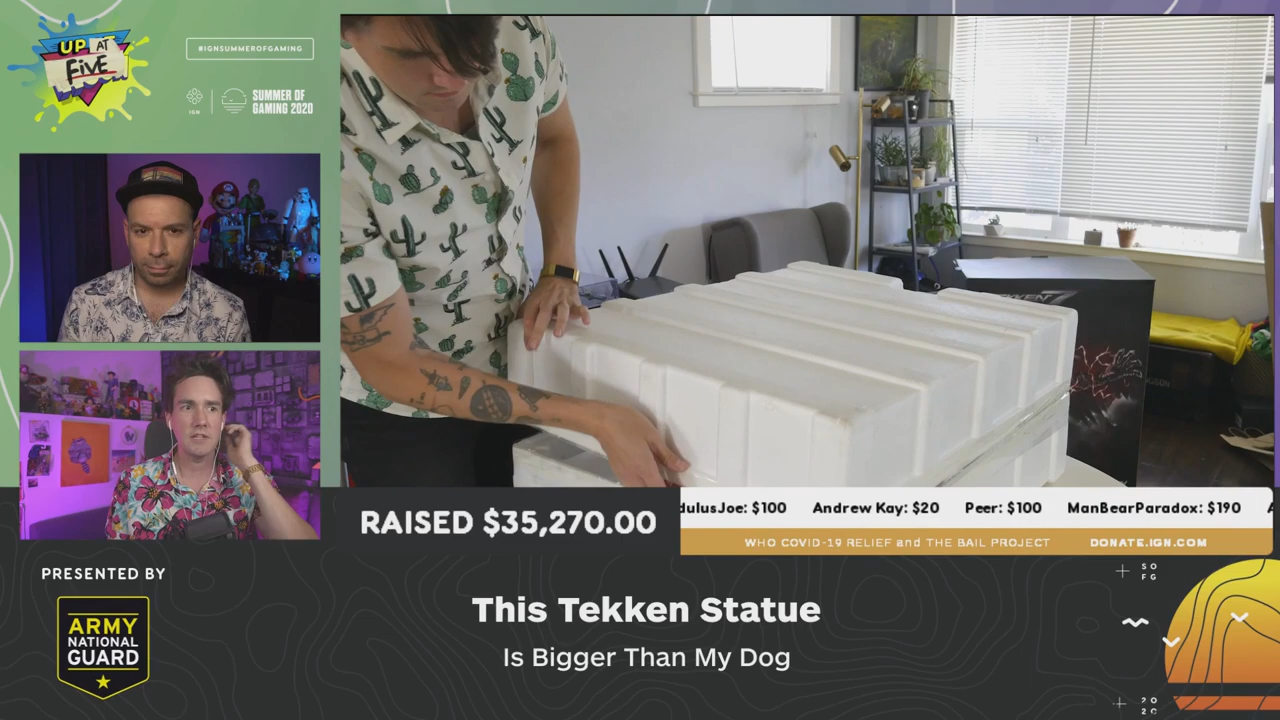 UP AT
FiVE
#IGNSUMMEROFGAMING
IGN
SUMMER OF
GAMING 2020
RAISED $35,270.00
dulusJoe: $100 Andrew Kay: $20 Peer: $100 ManBearParadox: $190
WHO COVID-19 RELIEF and THE BAIL PROJECT DONATE.IGN.COM
PRESENTED BY
ARMY
NATIONAL
GUARD
This Tekken Statue
Is Bigger Than My Dog
SO
FG
20
20